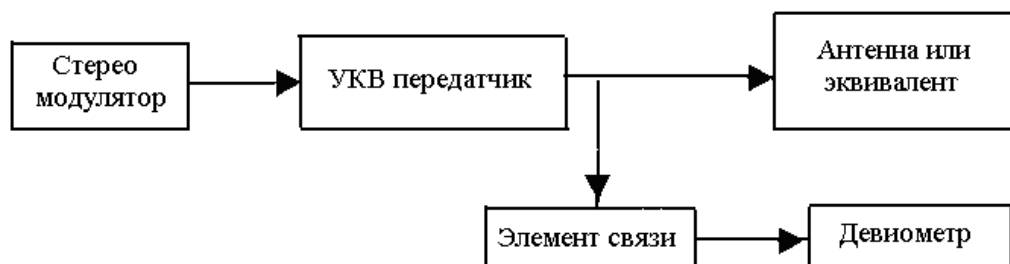 Стерео
модулятор
УКВ передатчик
Антенна или
эквивалент
Элемент связи
Девиометр